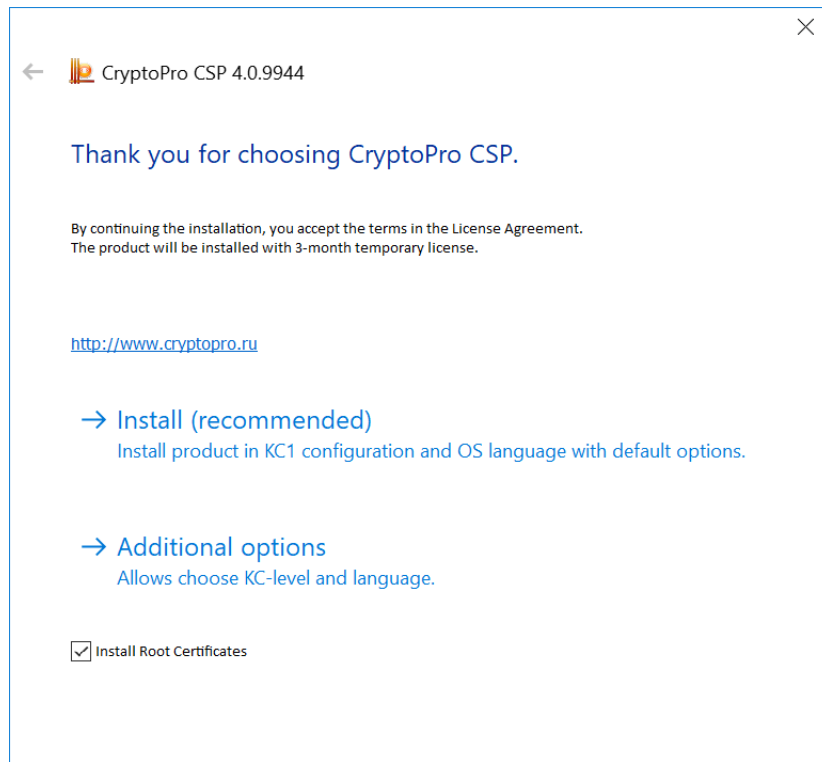 CryptoPro CSP 4.0.9944
Thank you for choosing CryptoPro CSP.
By continuing the installation, you accept the terms in the License Agreement.
The product will be installed with 3-month temporary license.
http://www.cryptopro.ru
Install (recommended)
Install product in KC1 configuration and OS language with default options.
Additional options
Allows choose KC-level and language.
Install Root Certificates